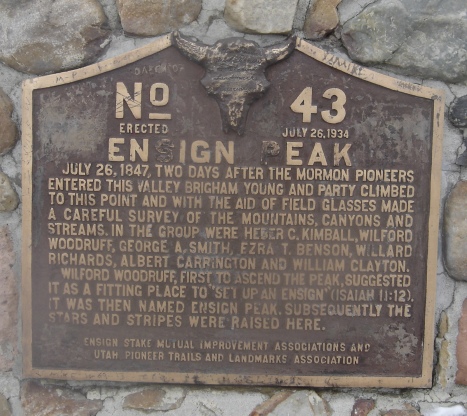 No 43
ERECTED JULY 26, 1934
ENSIGN PEAK
JULY 26, 1847, TWO DAYS AFTER THE MORMON PIONEERS
ENTERED THIS VALLEY BRIGHAM YOUNG AND PARTY CLIMBED
TO THIS POINT AND WITH THE AID OF FIELD GLASSES MADE
A CAREFUL SURVEY OF THE MOUNTAINS, CANYONS AND
STREAMS. IN THE GROUP WERE HEBER C. KIMBALL, WILFORD
WOODRUFF, GEORGE A. SMITH, EZRA T. BENSON, WILLARD
RICHARDS, ALBERT CARRINGTON AND WILLIAM CLAYTON.
WILFORD WOODRUFF, FIRST TO ASCEND THE PEAK, SUGGESTED
IT AS A FITTING PLACE TO "SET UP AN ENSIGN" (ISAIAH 11:12).
IT WAS THEN NAMED ENSIGN PEAK. SUBSEQUENTLY THE
STARS AND STRIPES WERE RAISED HERE.
ENSIGN STAKE MUTUAL IMPROVEMENT ASSOCIATIONS AND
UTAH PIONEER TRAILS AND LANDMARKS ASSOCIATION